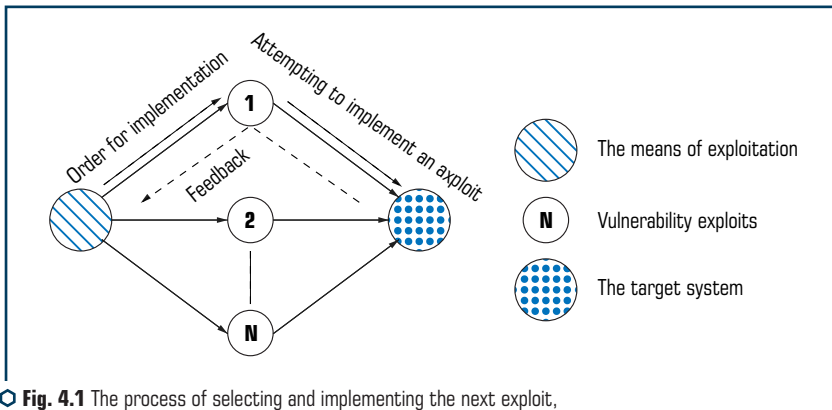 Order for implementation
Attempting to implement an axploit
1
Feedback
2
N
The means of exploitation
N Vulnerability exploits
The target system
Fig. 4.1 The process of selecting and implementing the next exploit,